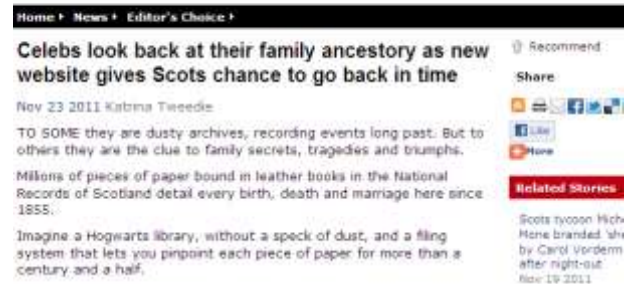 Home News Editor's Choice
Celebs look back at their family ancestory as new
website gives Scots chance to go back in time
Nov 23 2011 Katrina Tweedie
TO SOME they are dusty archives, recording events long past. But to
others they are the clue to family secrets, tragedies and triumphs.
Millions of pieces of paper bound in leather books in the National
Records of Scotland detail every birth, death and marriage here since
1855.
Imagine a Hogwarts library, without a speck of dust, and a filing
system that lets you pinpoint each piece of paper for more than a
century and a half.
Recommend
Share
Like
More
Related Stories
Scots tycoon Miche
Mone branded 'she
by Carol Vorderm
after night-out
Nov 19 2011